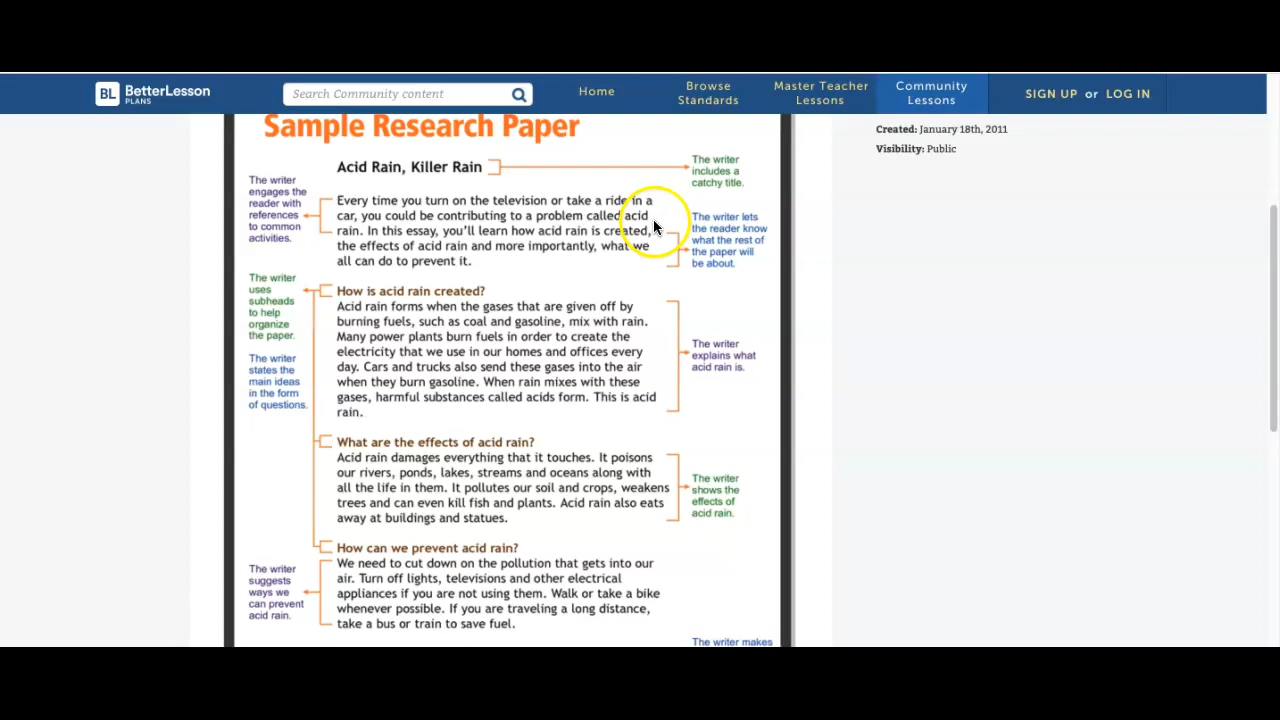 BL BetterLesson
PLANS
Search Community content
Home
Browse
Standards
Master Teacher
Lessons
Community
Lessons
SIGN UP or LOG IN
Created: January 18th, 2011
Visibility: Public
Sample Research Paper
Acid Rain, Killer Rain
The writer
includes a
catchy title.
The writer
engages the
reader with
references
to common
activities.
Every time you turn on the television or take a ride in a
car, you could be contributing to a problem called acid
rain. In this essay, you'll learn how acid rain is created,
the effects of acid rain and more importantly, what we
all can do to prevent it.
The writer lets
the reader know
what the rest of
the paper will
be about.
The writer
uses
subheads
to help
organize
the paper.
The writer
states the
main ideas
in the form
of questions.
How is acid rain created?
Acid rain forms when the gases that are given off by
burning fuels, such as coal and gasoline, mix with rain.
Many power plants burn fuels in order to create the
electricity that we use in our homes and offices every
day. Cars and trucks also send these gases into the air
when they burn gasoline. When rain mixes with these
gases, harmful substances called acids form. This is acid
rain.
The writer
explains what
acid rain is.
What are the effects of acid rain?
Acid rain damages everything that it touches. It poisons
our rivers, ponds, lakes, streams and oceans along with
all the life in them. It pollutes our soil and crops, weakens
trees and can even kill fish and plants. Acid rain also eats
away at buildings and statues.
The writer
shows the
effects of
acid rain.
How can we prevent acid rain?
We need to cut down on the pollution that gets into our
air. Turn off lights, televisions and other electrical
appliances if you are not using them. Walk or take a bike
whenever possible. If you are traveling a long distance,
take a bus or train to save fuel.
The writer
suggests
ways we
can prevent
acid rain.
The writer makes